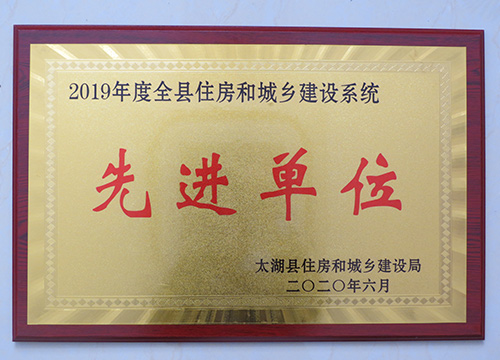 2019年度全县住房和城乡建设系统
先进单位
太湖县住房和城乡建设局
二〇二〇年六月